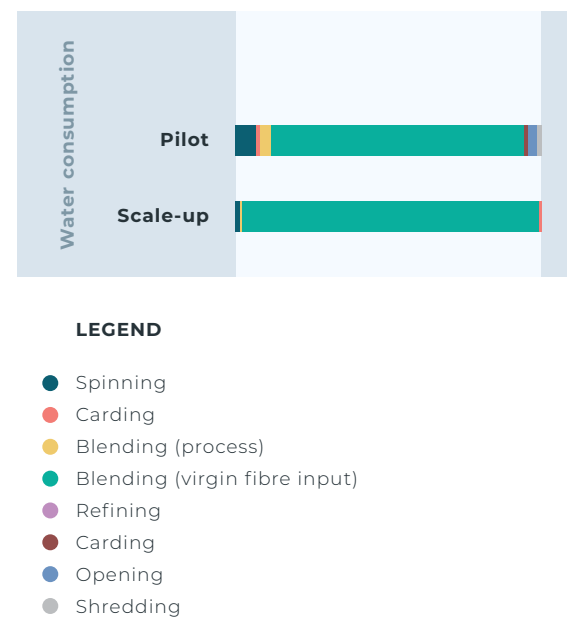 Water consumption
Pilot
Scale-up
LEGEND
Spinning
Carding
Blending (process)
Blending (virgin fibre input)
Refining
Carding
Opening
Shredding